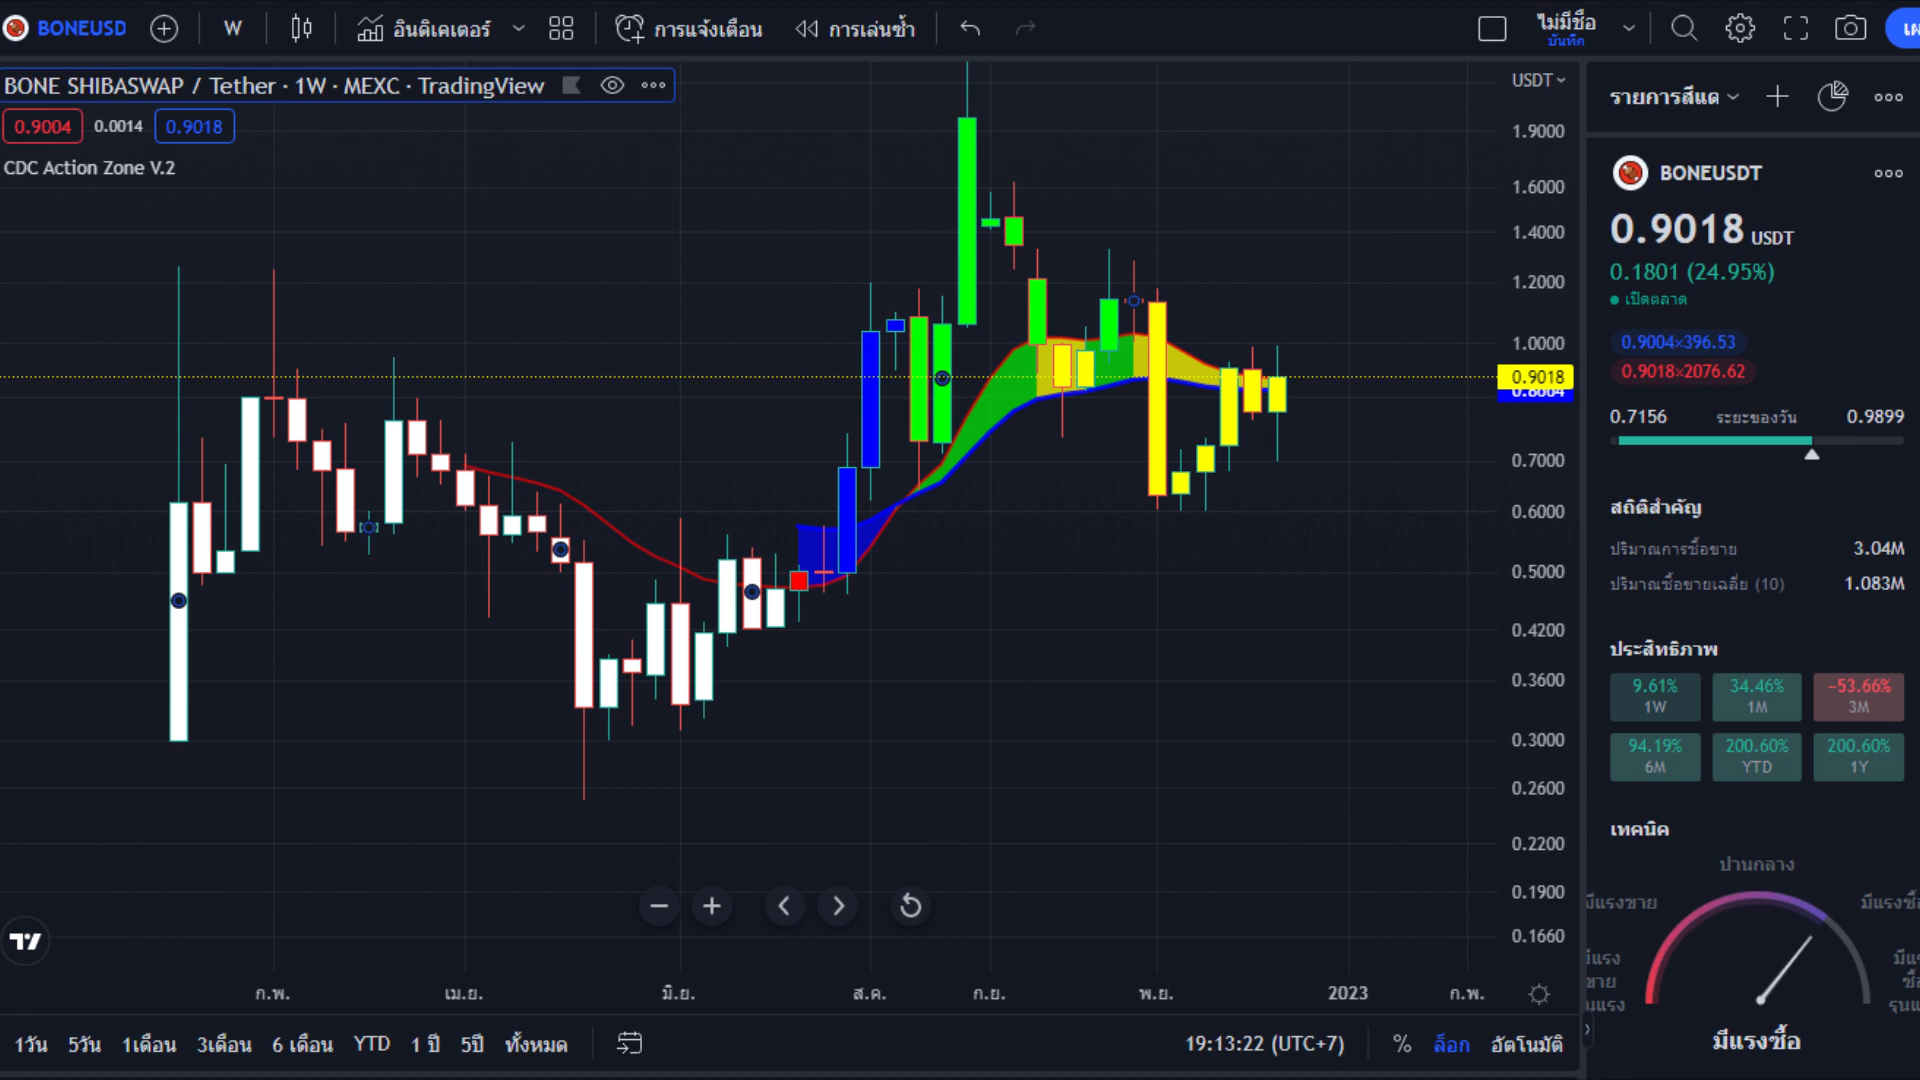 BONEUSD
W
อินดิเคเตอร์
การแจ้งเตือน
การเล่นซ้ำ
ไม่มีชื่อ
บันทึก
BONE SHIBASWAP / Tether · 1W · MEXC · TradingView
0.9004 0.0014 0.9018
CDC Action Zone V.2
USDT
1.9000
1.6000
1.4000
1.2000
1.0000
0.9018
0.7000
0.6000
0.5000
0.4200
0.3600
0.3000
0.2600
0.2200
0.1900
0.1660
ก.พ. เม.ย. มิ.ย. ส.ค. ก.ย. พ.ย. 2023 ก.พ.
1วัน 5วัน 1เดือน 3เดือน 6 เดือน YTD 1 ปี 5ปี ทั้งหมด
19:13:22 (UTC+7) % ล็อก อัตโนมัติ
รายการสีแด
BONEUSDT
0.9018 USDT
0.1801 (24.95%)
เปิดตลาด
0.9004×396.53
0.9018×2076.62
0.7156 ระยะของวัน 0.9899
สถิติสำคัญ
ปริมาณการซื้อขาย 3.04M
ปริมาณซื้อขายเฉลี่ย (10) 1.083M
ประสิทธิภาพ
9.61% 34.46% −53.66%
1W 1M 3M
94.19% 200.60% 200.60%
6M YTD 1Y
เทคนิค
ปานกลาง
มีแรงขาย
มีแรงซื้อ